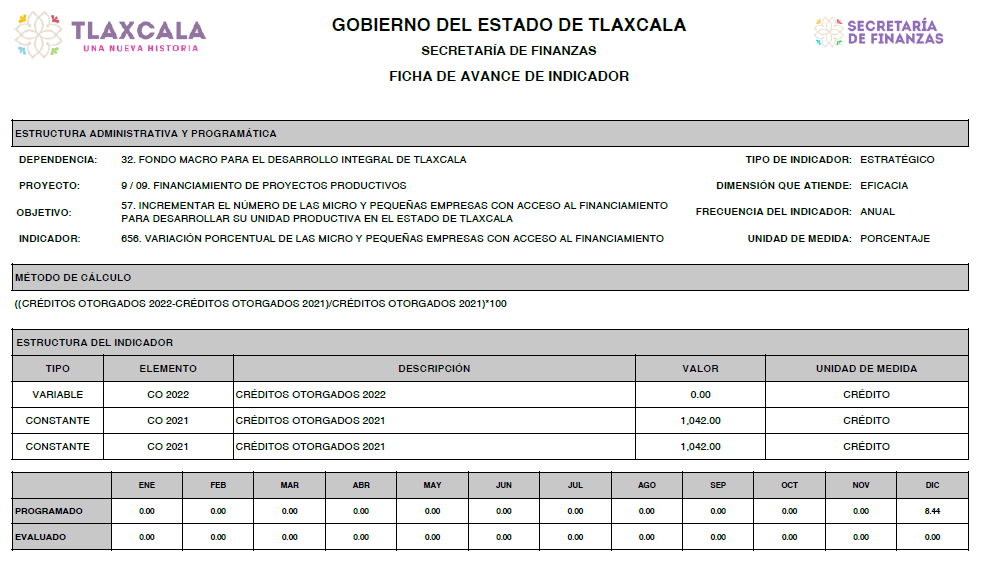 TLAXCALA
UNA NUEVA HISTORIA
GOBIERNO DEL ESTADO DE TLAXCALA
SECRETARÍA DE FINANZAS
FICHA DE AVANCE DE INDICADOR
SECRETARÍA
DE FINANZAS
ESTRUCTURA ADMINISTRATIVA Y PROGRAMÁTICA
DEPENDENCIA: 32. FONDO MACRO PARA EL DESARROLLO INTEGRAL DE TLAXCALA TIPO DE INDICADOR: ESTRATÉGICO
PROYECTO: 9 / 09. FINANCIAMIENTO DE PROYECTOS PRODUCTIVOS DIMENSIÓN QUE ATIENDE: EFICACIA
OBJETIVO: 57. INCREMENTAR EL NÚMERO DE LAS MICRO Y PEQUEÑAS EMPRESAS CON ACCESO AL FINANCIAMIENTO
PARA DESARROLLAR SU UNIDAD PRODUCTIVA EN EL ESTADO DE TLAXCALA
FRECUENCIA DEL INDICADOR: ANUAL
INDICADOR: 656. VARIACIÓN PORCENTUAL DE LAS MICRO Y PEQUEÑAS EMPRESAS CON ACCESO AL FINANCIAMIENTO UNIDAD DE MEDIDA: PORCENTAJE
MÉTODO DE CÁLCULO
((CRÉDITOS OTORGADOS 2022-CRÉDITOS OTORGADOS 2021)/CRÉDITOS OTORGADOS 2021)*100
ESTRUCTURA DEL INDICADOR
TIPO ELEMENTO DESCRIPCIÓN VALOR UNIDAD DE MEDIDA
VARIABLE CO 2022 CRÉDITOS OTORGADOS 2022 0.00 CRÉDITO
CONSTANTE CO 2021 CRÉDITOS OTORGADOS 2021 1,042.00 CRÉDITO
CONSTANTE CO 2021 CRÉDITOS OTORGADOS 2021 1,042.00 CRÉDITO
ENE FEB MAR ABR MAY JUN JUL AGO SEP OCT NOV DIC
PROGRAMADO 0.00 0.00 0.00 0.00 0.00 0.00 0.00 0.00 0.00 0.00 0.00 8.44
EVALUADO 0.00 0.00 0.00 0.00 0.00 0.00 0.00 0.00 0.00 0.00 0.00 0.00